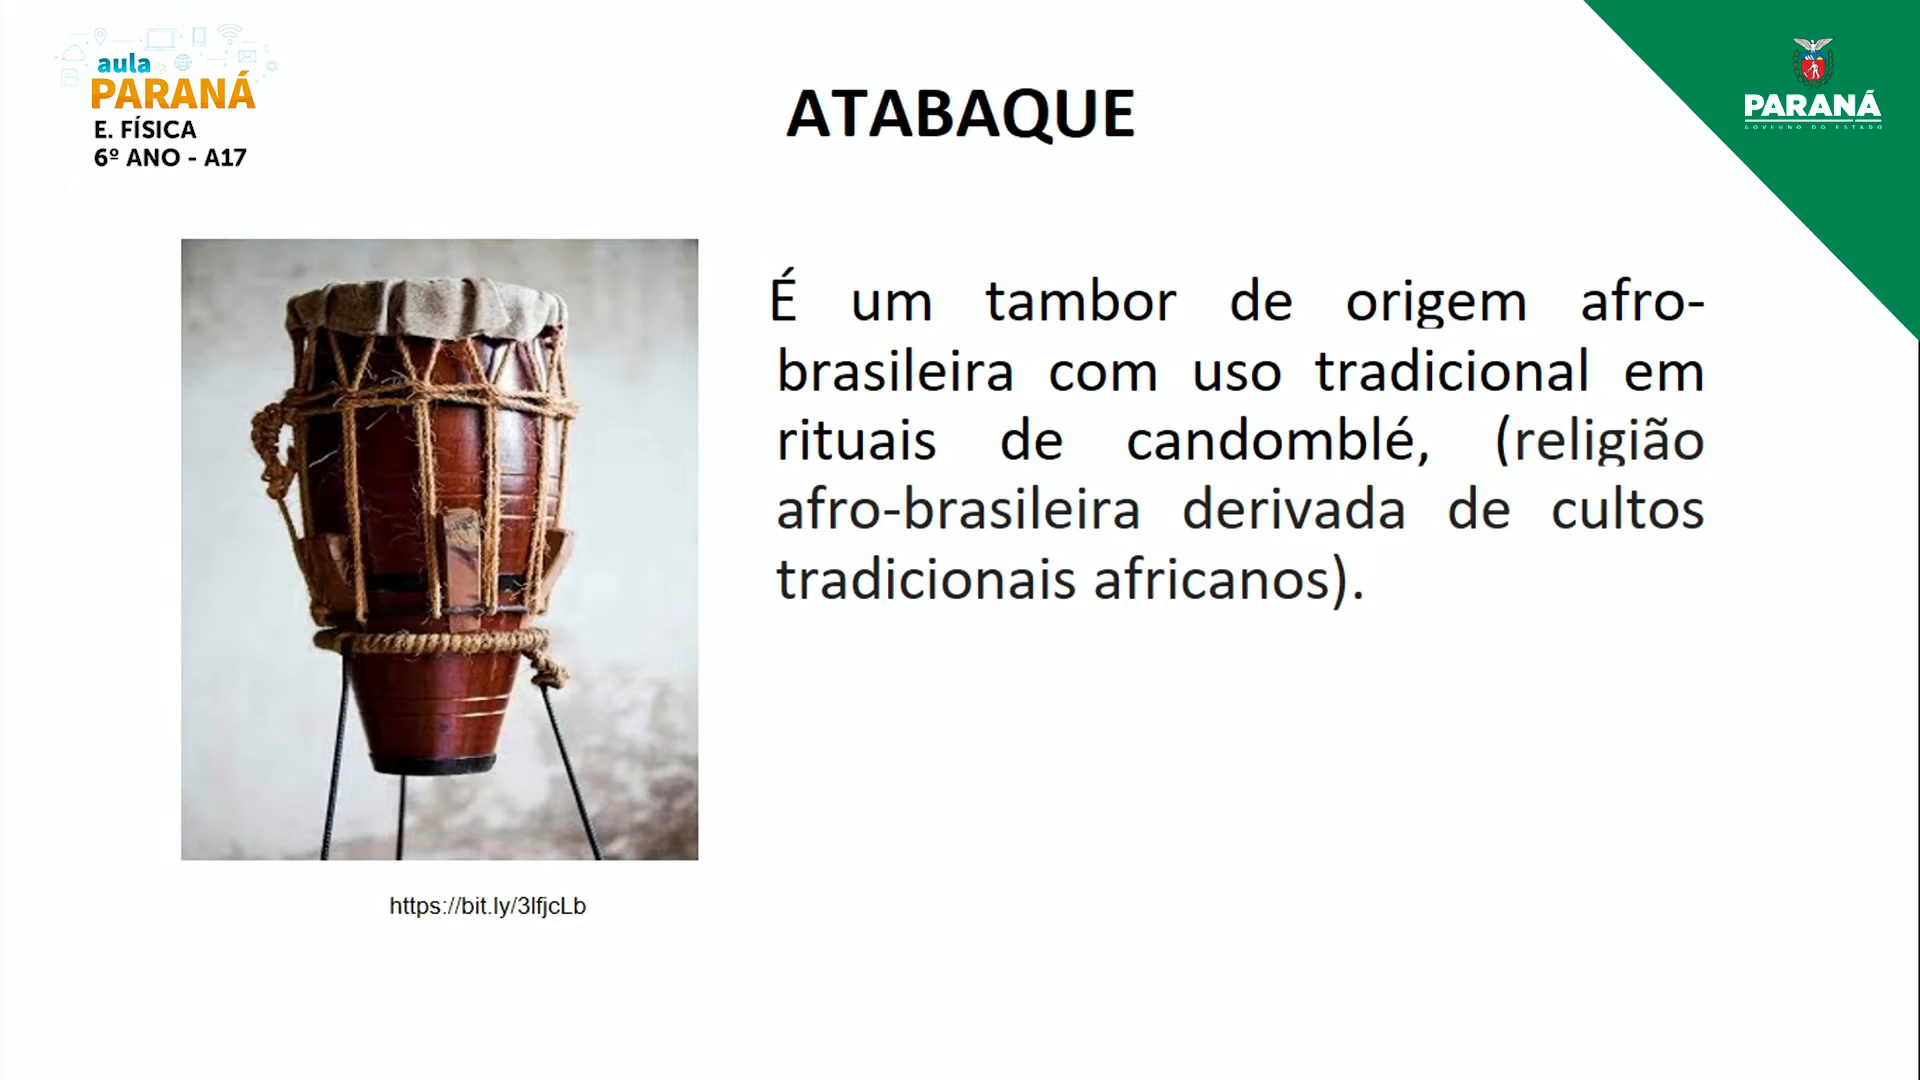 aula
PARANÁ
E. FÍSICA
6º ANO - A17
ATABAQUE
PARANÁ
GOVERNO DO ESTADO
É um tambor de origem afro-
brasileira com uso tradicional em
rituais de candomblé, (religião
afro-brasileira derivada de cultos
tradicionais africanos).
https://bit.ly/3lfjcLb